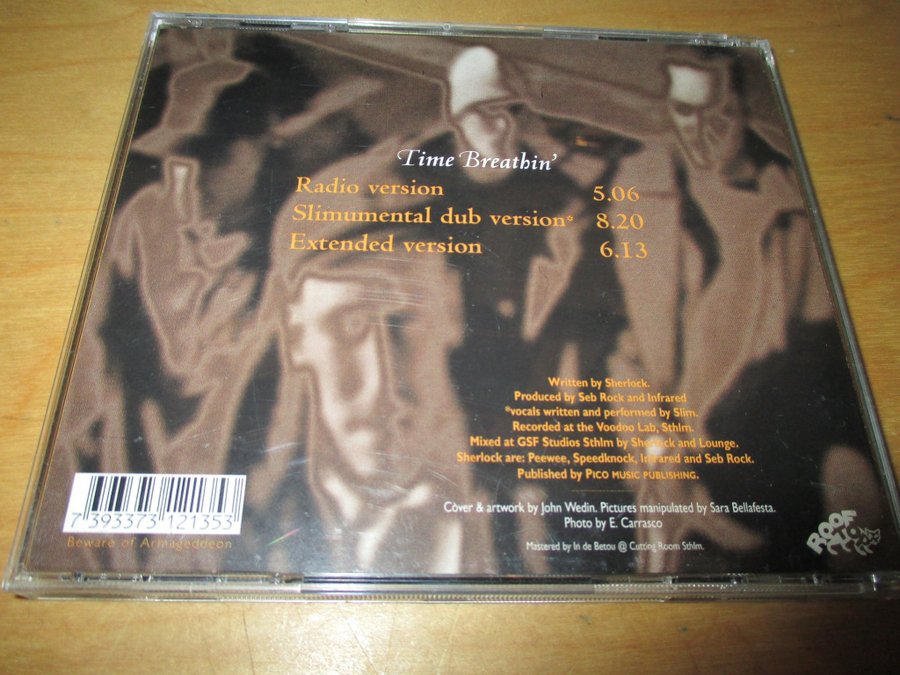 Time Breathin'
Radio version 5.06
Slimumental dub version* 8.20
Extended version 6.13
Written by Sherlock.
Produced by Seb Rock and Infrared
*vocals written and performed by Slim.
Recorded at the Voodoo Lab, Sthlm.
Mixed at GSF Studios Sthlm by Sherlock and Lounge.
Sherlock are: Peewee, Speedknock, Infrared and Seb Rock.
Published by PICO MUSIC PUBLISHING.
Cover & artwork by John Wedin. Pictures manipulated by Sara Bellafesta.
Photo by E. Carrasco
Mastered by In de Betou @ Cutting Room Sthlm.
7 393373 121353
Beware of Armageddeon
ROOF
TOP